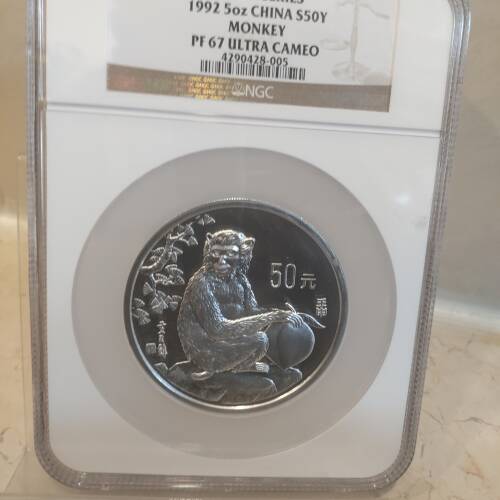 1992 5oz CHINA S50Y
MONKEY
PF 67 ULTRA CAMEO
4290428-005
NGC
50元